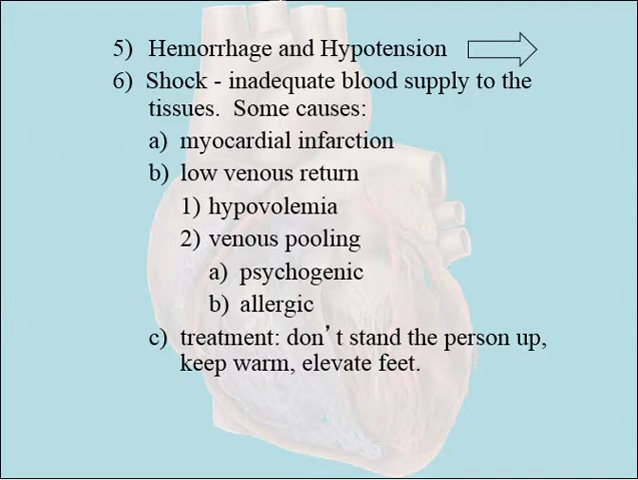 5) Hemorrhage and Hypotension
6) Shock - inadequate blood supply to the
tissues. Some causes:
a) myocardial infarction
b) low venous return
1) hypovolemia
2) venous pooling
a) psychogenic
b) allergic
c) treatment: don’t stand the person up,
keep warm, elevate feet.